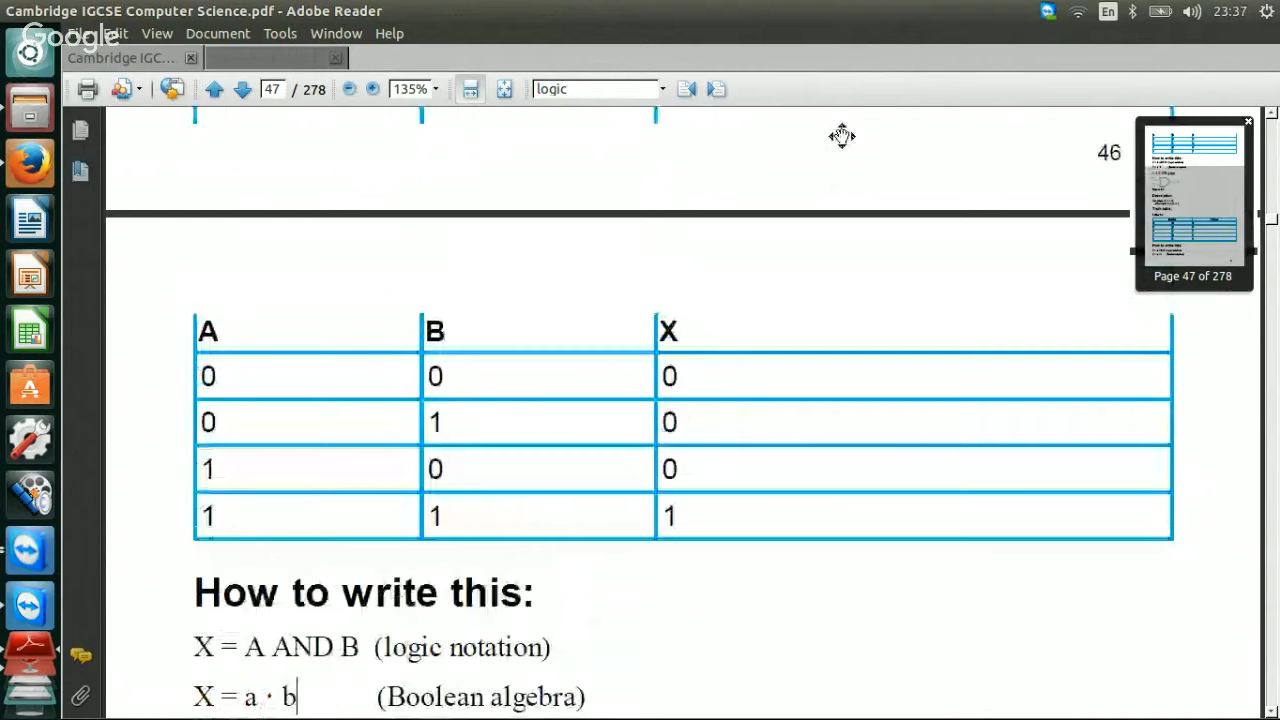 Cambridge IGCSE Computer Science.pdf - Adobe Reader
En
23:37
Google
Edit View Document Tools Window Help
Cambridge IGC...
47 / 278
135%
logic
46
Page 47 of 278
A B X
0 0 0
0 1 0
1 0 0
1 1 1
How to write this:
X = A AND B (logic notation)
X = a · b (Boolean algebra)